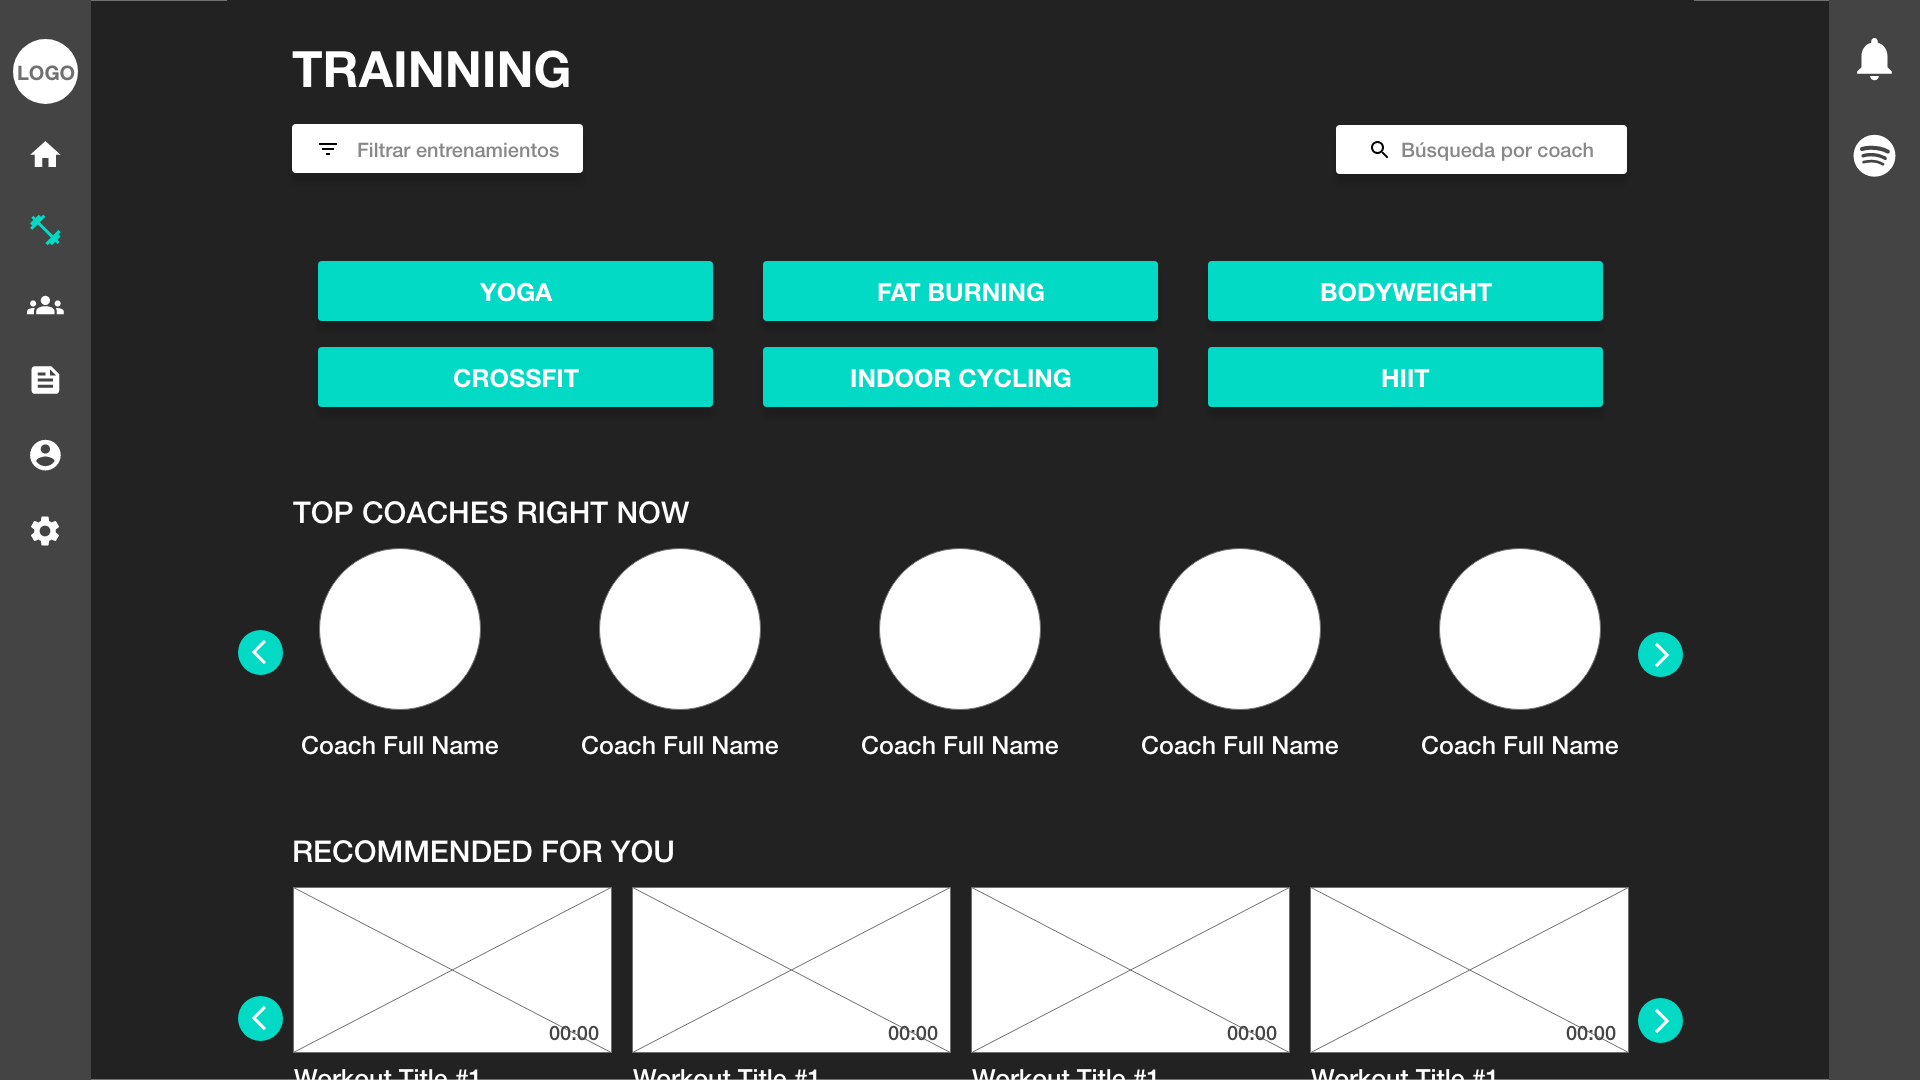 LOGO
TRAINNING
Filtrar entrenamientos
Búsqueda por coach
YOGA
FAT BURNING
BODYWEIGHT
CROSSFIT
INDOOR CYCLING
HIIT
TOP COACHES RIGHT NOW
Coach Full Name
Coach Full Name
Coach Full Name
Coach Full Name
Coach Full Name
RECOMMENDED FOR YOU
00:00
00:00
00:00
00:00
Workout Title #1
Workout Title #1
Workout Title #1
Workout Title #1